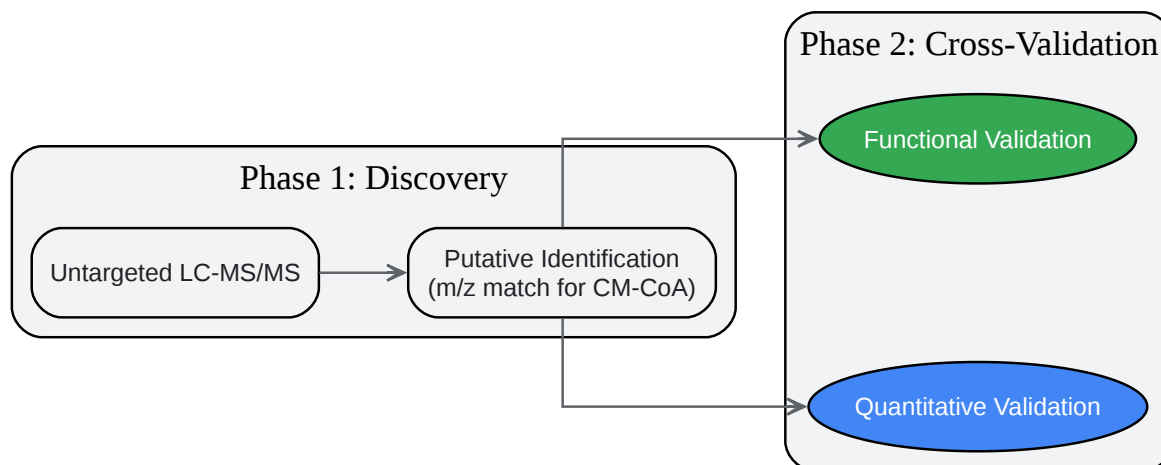 Phase 1: Discovery
Untargeted LC-MS/MS
Putative Identification
(m/z match for CM-CoA)
Phase 2: Cross-Validation
Functional Validation
Quantitative Validation